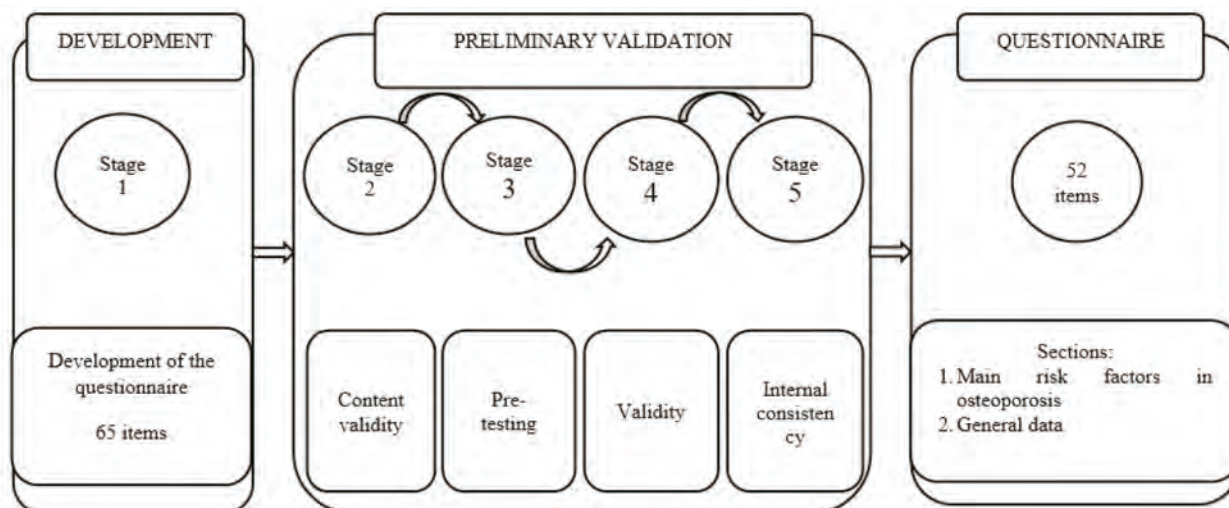 DEVELOPMENT
Stage
1
Development of the
questionnaire
65 items
PRELIMINARY VALIDATION
Stage
2
Stage
3
Stage
4
Stage
5
Content
validity
Pre-
testing
Validity
Internal
consisten
cy
QUESTIONNAIRE
52
items
Sections:
1. Main risk factors in
osteoporosis
2. General data